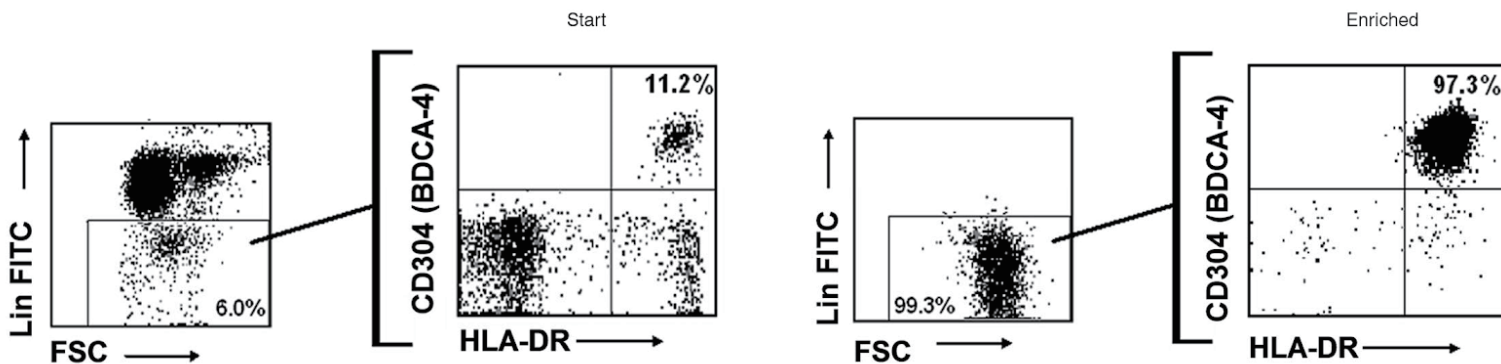 Start
Enriched
Lin FITC
6.0%
FSC
CD304 (BDCA-4)
11.2%
HLA-DR
Lin FITC
99.3%
FSC
CD304 (BDCA-4)
97.3%
HLA-DR